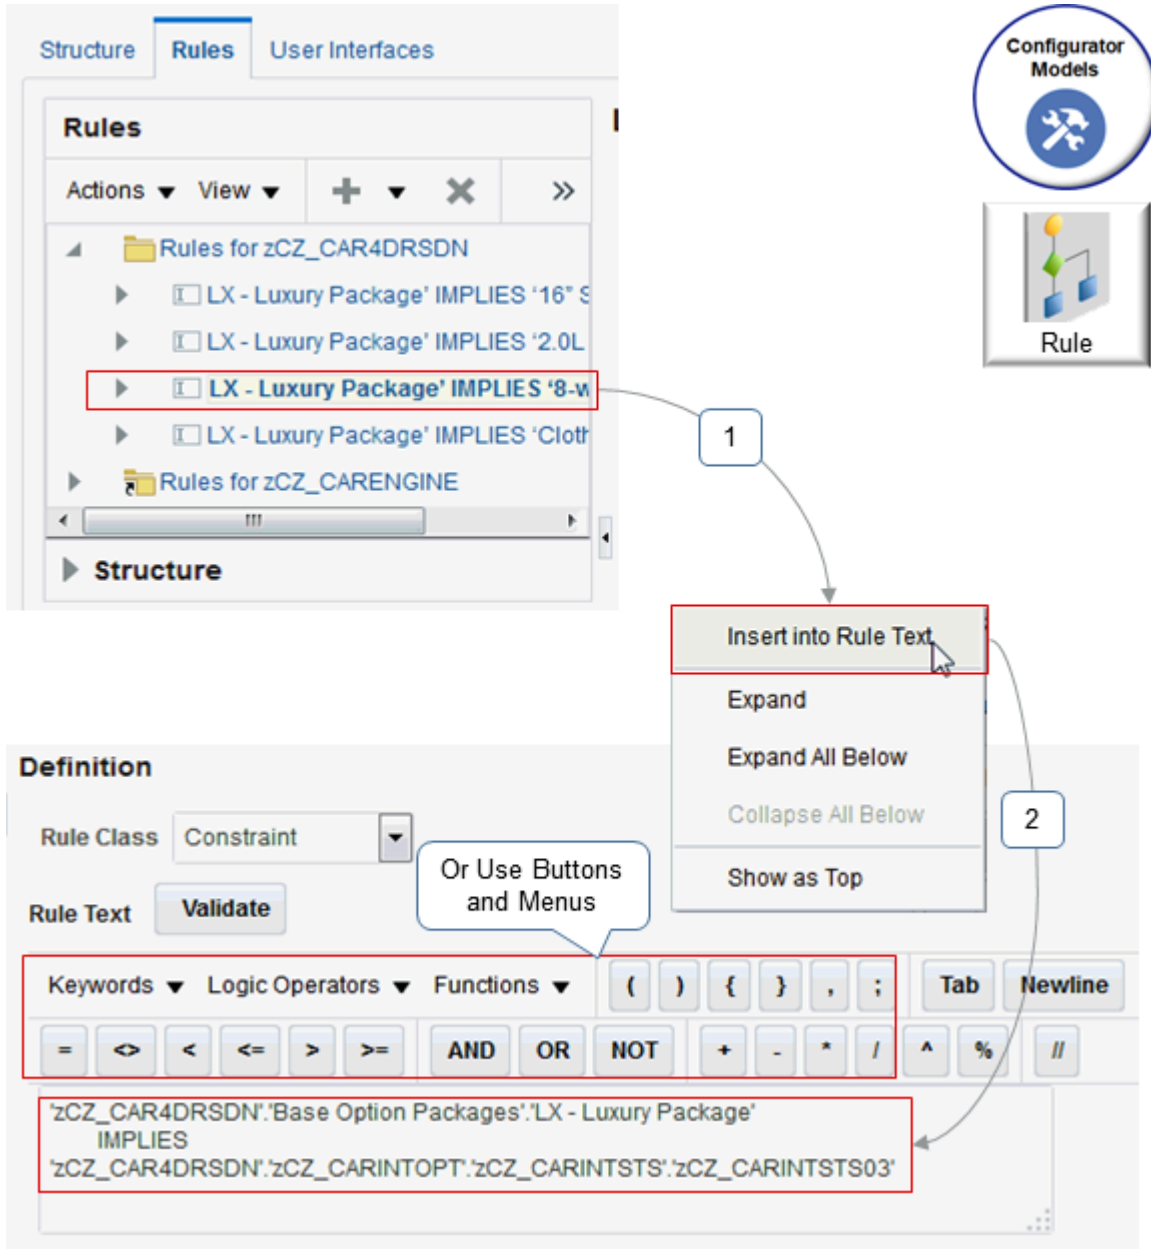 Structure Rules User Interfaces
Configurator
Models
Rules
Actions View
Rules for zCZ_CAR4DRSDN
LX - Luxury Package' IMPLIES ‘16" S
LX - Luxury Package' IMPLIES ‘2.0L
LX - Luxury Package' IMPLIES ‘8-w
LX - Luxury Package' IMPLIES ‘Cloth
Rules for zCZ_CARENGINE
Structure
Rule
1
Insert into Rule Text
Expand
Expand All Below
Collapse All Below
Show as Top
2
Definition
Rule Class Constraint
Or Use Buttons
and Menus
Rule Text Validate
Keywords Logic Operators Functions ( ) { } , ; Tab Newline
= <> < <= > >= AND OR NOT + - * / ^ % //
'zCZ_CAR4DRSDN'.'Base Option Packages'.'LX - Luxury Package'
IMPLIES
'zCZ_CAR4DRSDN'.'zCZ_CARINTOPT'.'zCZ_CARINTSTS'.'zCZ_CARINTSTS03'